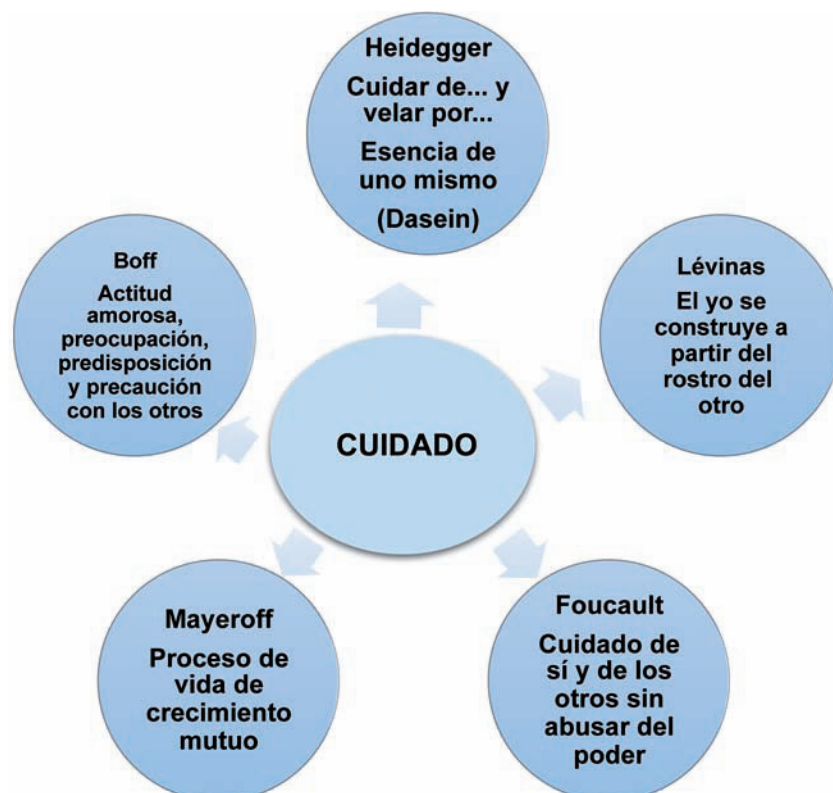 Heidegger
Cuidar de... y
velar por...
Esencia de
uno mismo
(Dasein)
Boff
Actitud
amorosa,
preocupación,
predisposición
y precaución
con los otros
Lévinas
El yo se
construye a
partir del
rostro del
otro
CUIDADO
Mayeroff
Proceso de
vida de
crecimiento
mutuo
Foucault
Cuidado de
sí y de los
otros sin
abusar del
poder